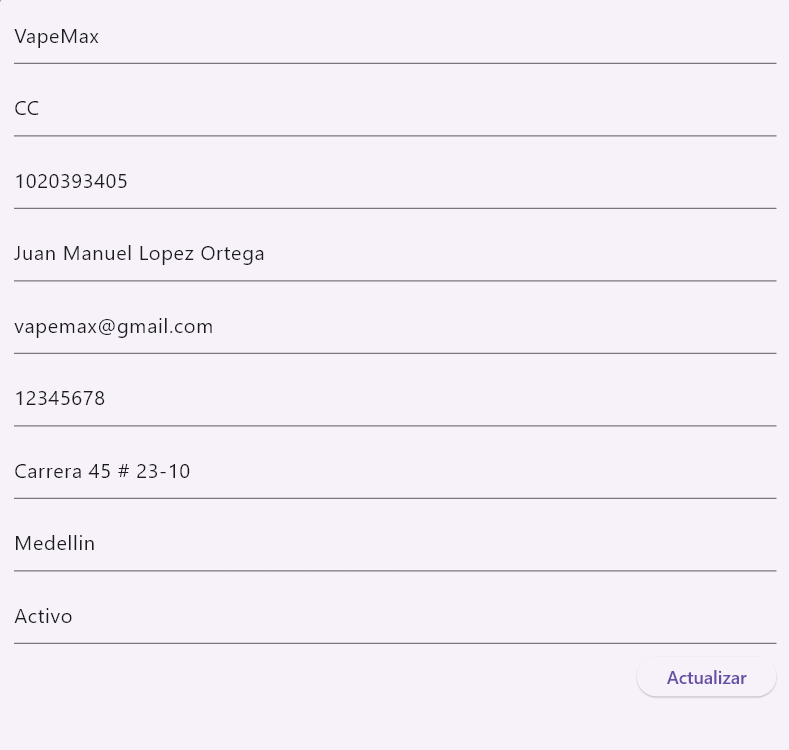 VapeMax
CC
1020393405
Juan Manuel Lopez Ortega
vapemax@gmail.com
12345678
Carrera 45 # 23-10
Medellin
Activo
Actualizar